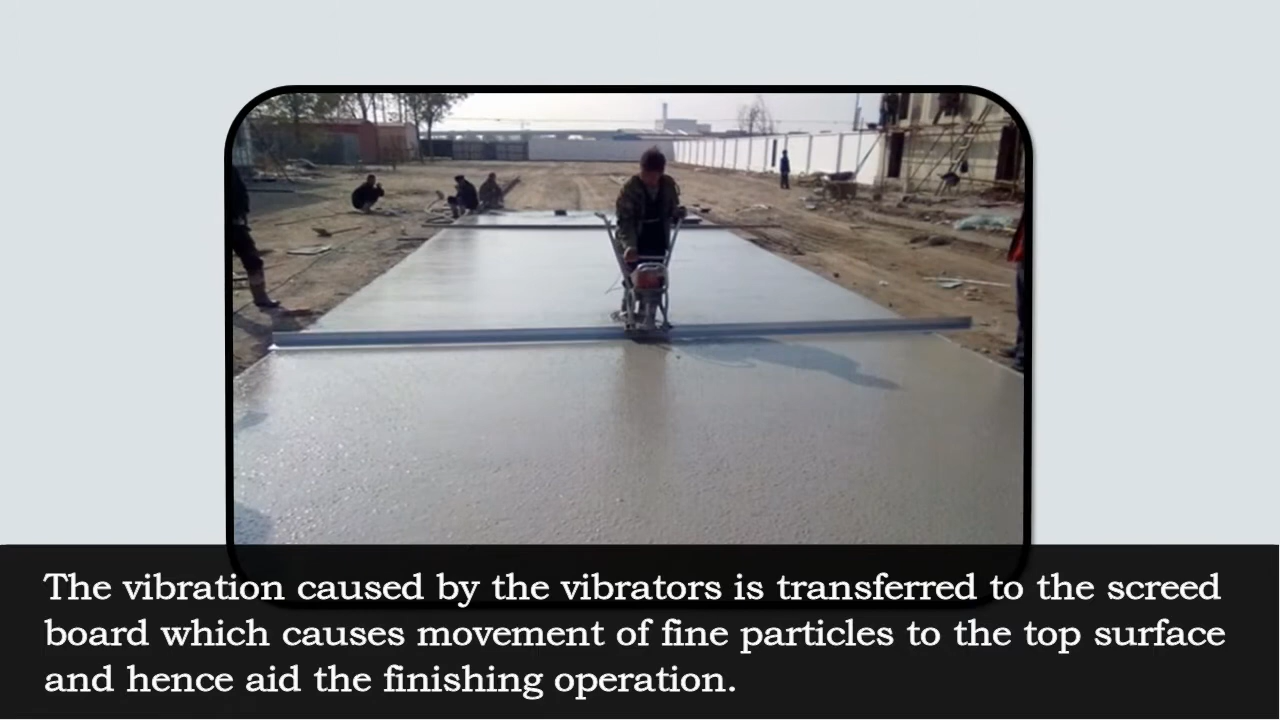 The vibration caused by the vibrators is transferred to the screed
board which causes movement of fine particles to the top surface
and hence aid the finishing operation.